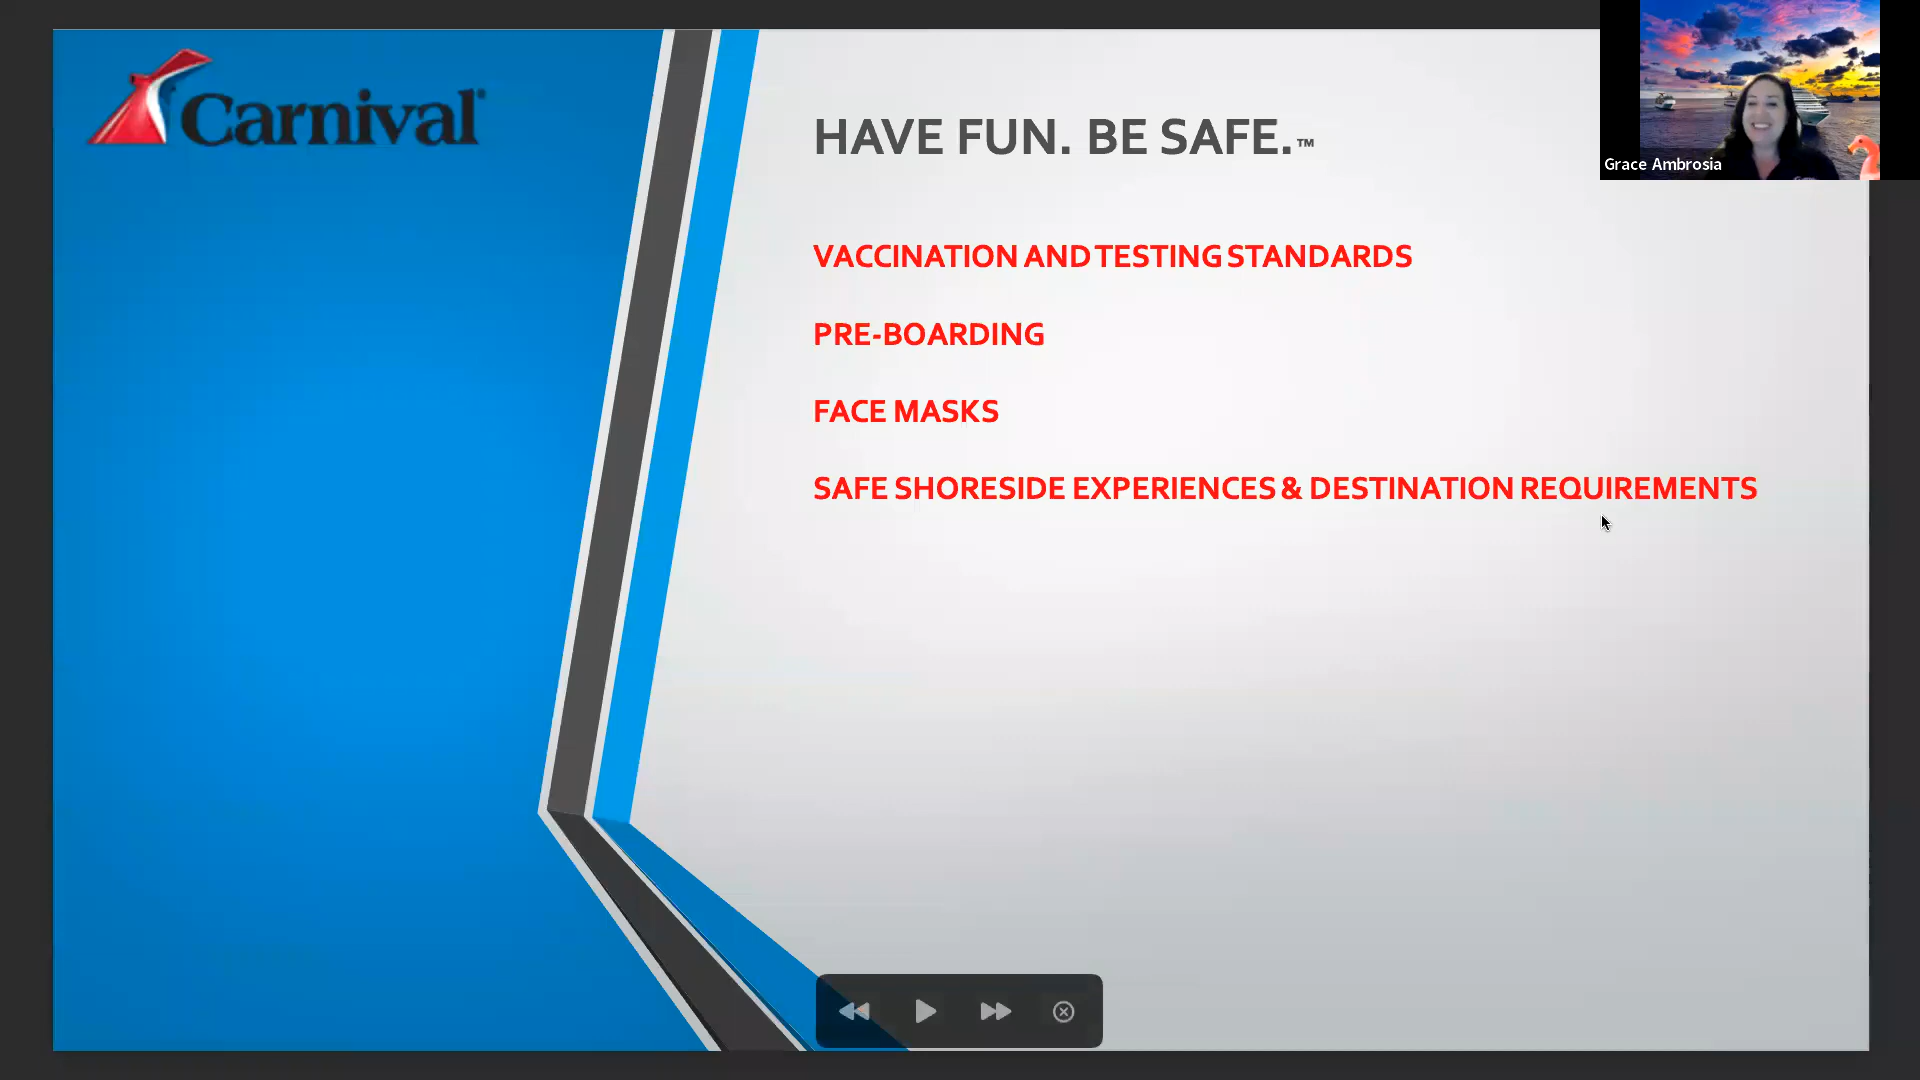 Carnival®
HAVE FUN. BE SAFE.™
Grace Ambrosia
VACCINATION AND TESTING STANDARDS
PRE-BOARDING
FACE MASKS
SAFE SHORESIDE EXPERIENCES & DESTINATION REQUIREMENTS